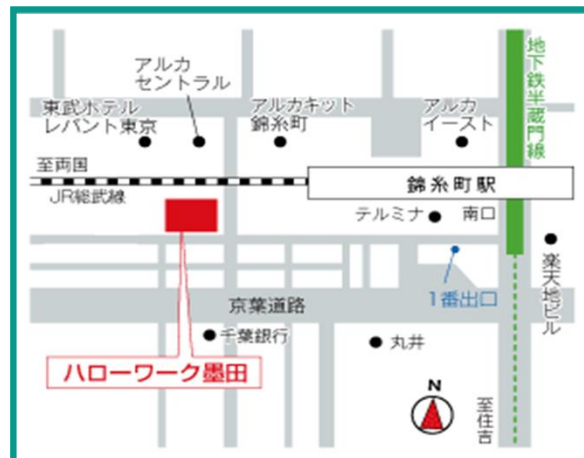 アルカ
セントラル
東武ホテル
レバント東京
アルカキット
錦糸町
アルカ
イースト
地下鉄半蔵門線
至両国
JR総武線
錦糸町駅
テルミナ
南口
楽天地ビル
1番出口
京葉道路
千葉銀行
丸井
ハローワーク墨田
N
至住吉